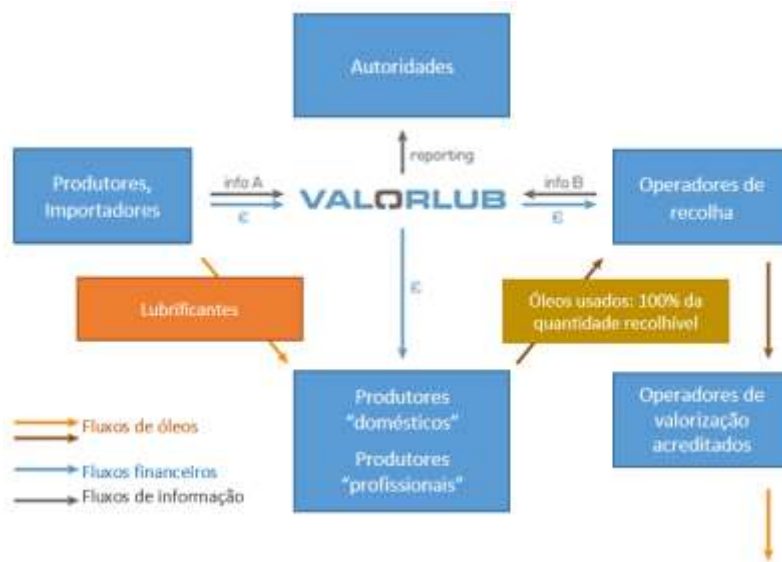 Autoridades
reporting
Produtores,
Importadores
info A
€
VALORLUB
info B
€
Operadores de
recolha
Lubrificantes
€
Óleos usados: 100% da
quantidade recolhível
Produtores
“domésticos”
Produtores
“profissionais”
Operadores de
valorização
acreditados
Fluxos de óleos
Fluxos financeiros
Fluxos de informação